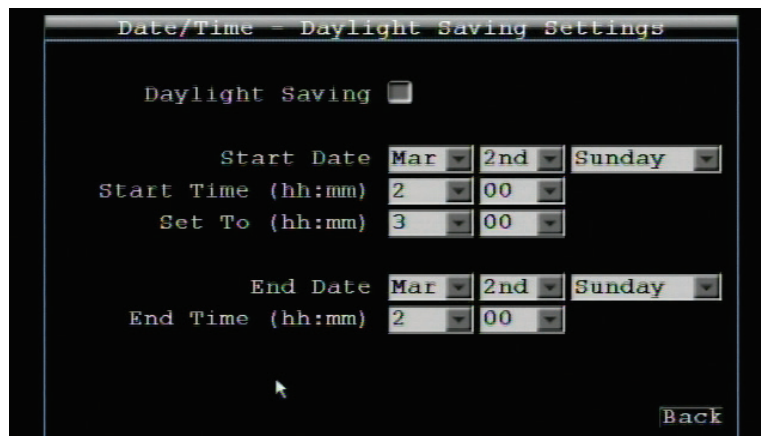 Date/Time - Daylight Saving Settings
Daylight Saving
Start Date Mar 2nd Sunday
Start Time (hh:mm) 2 00
Set To (hh:mm) 3 00
End Date Mar 2nd Sunday
End Time (hh:mm) 2 00
Back